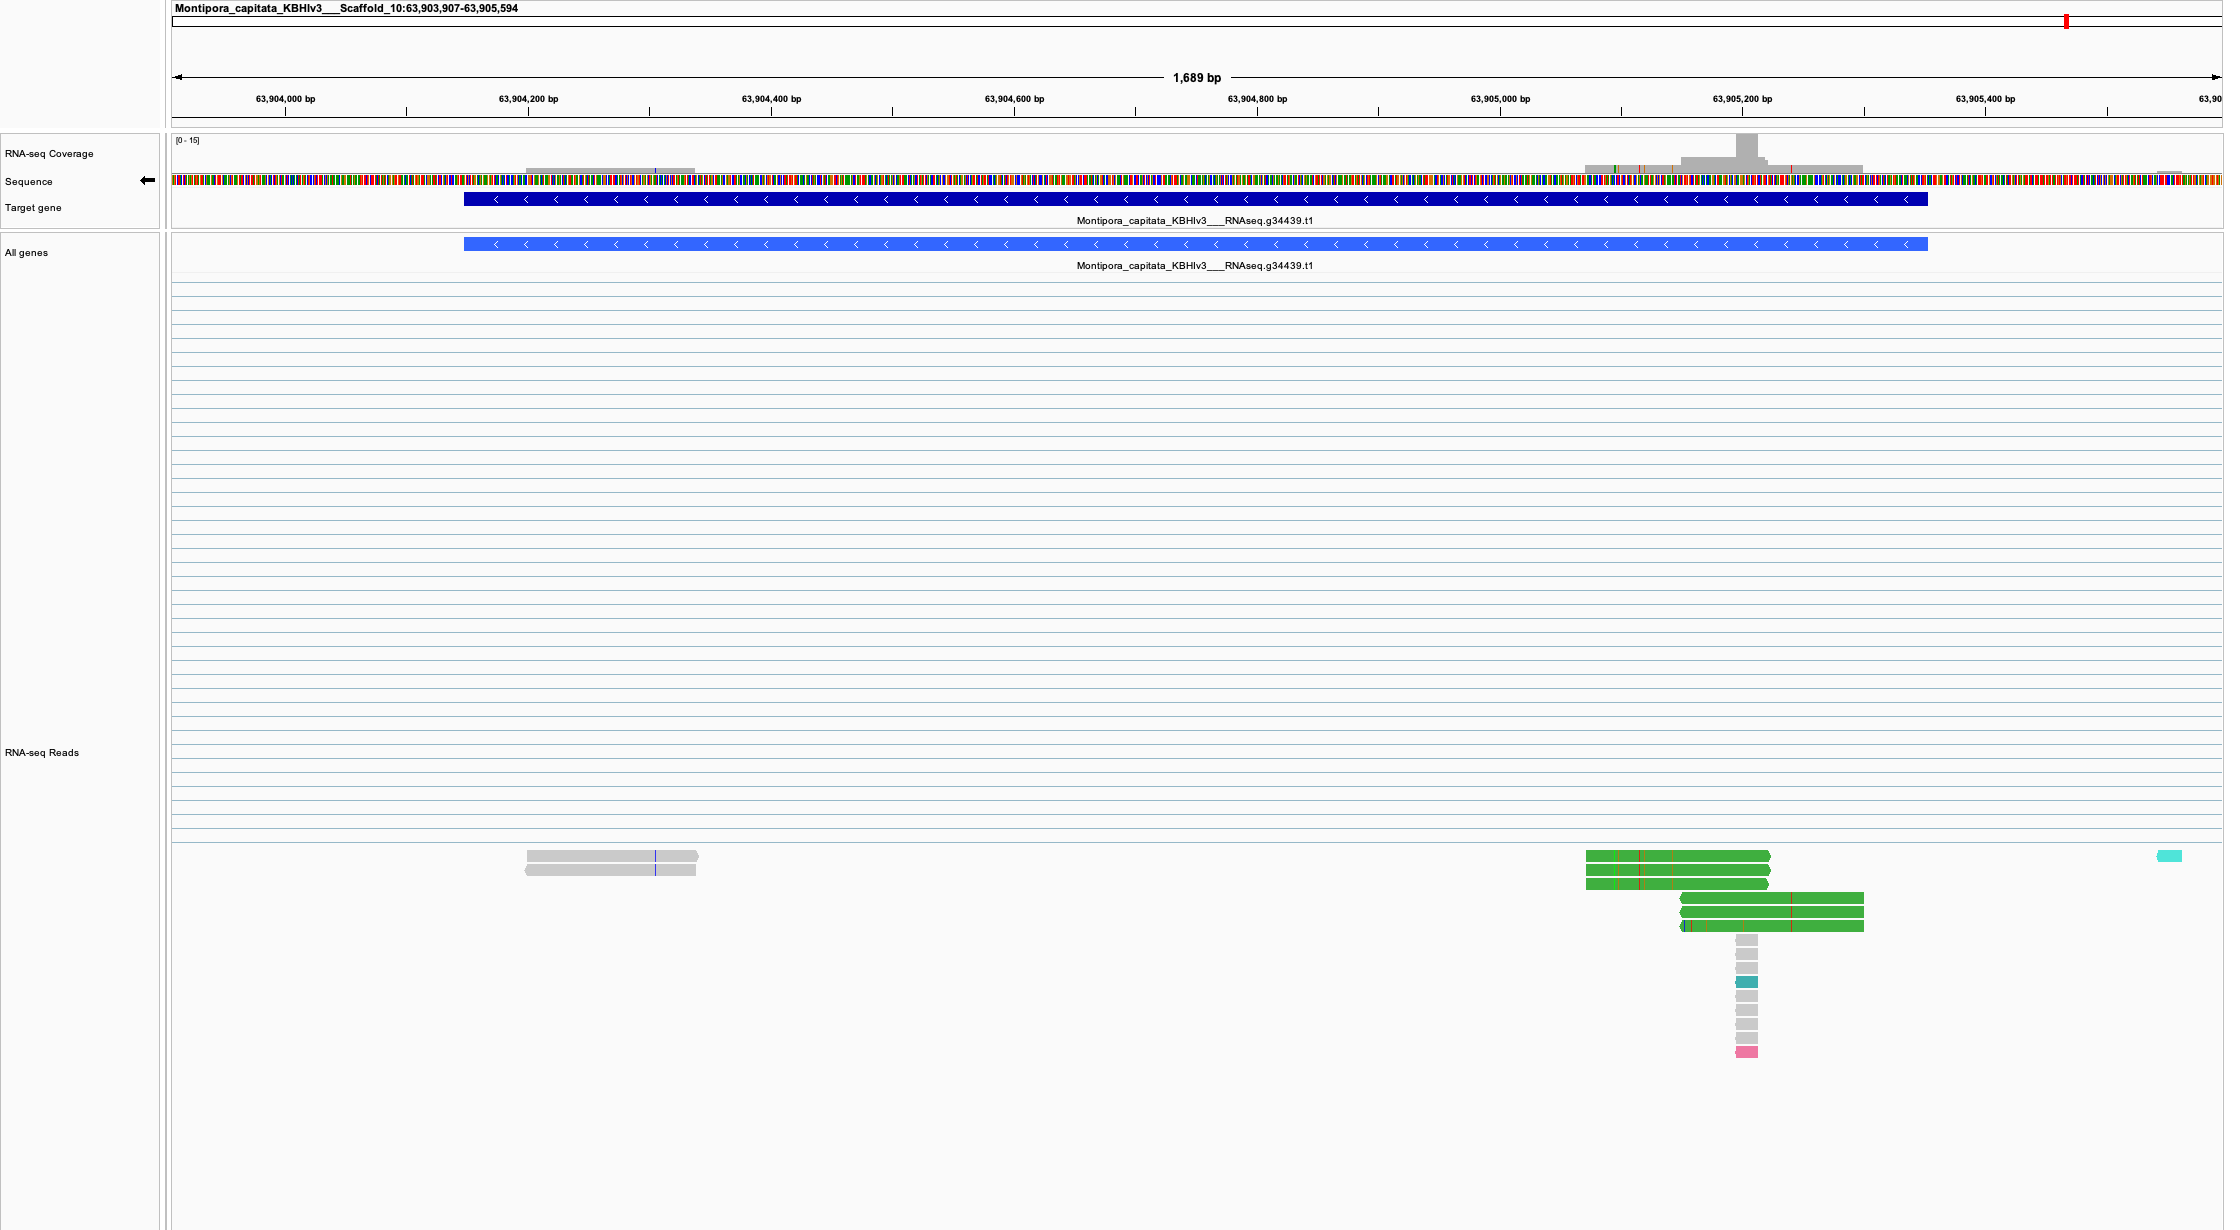 Montipora_capitata_KBHIv3___Scaffold_10:63,903,907-63,905,594
1,689 bp
63,904,000 bp 63,904,200 bp 63,904,400 bp 63,904,600 bp 63,904,800 bp 63,905,000 bp 63,905,200 bp 63,905,400 bp 63,90
[0 - 15]
RNA-seq Coverage
Sequence
Target gene
Montipora_capitata_KBHIv3___RNAseq.g34439.t1
All genes
Montipora_capitata_KBHIv3___RNAseq.g34439.t1
RNA-seq Reads